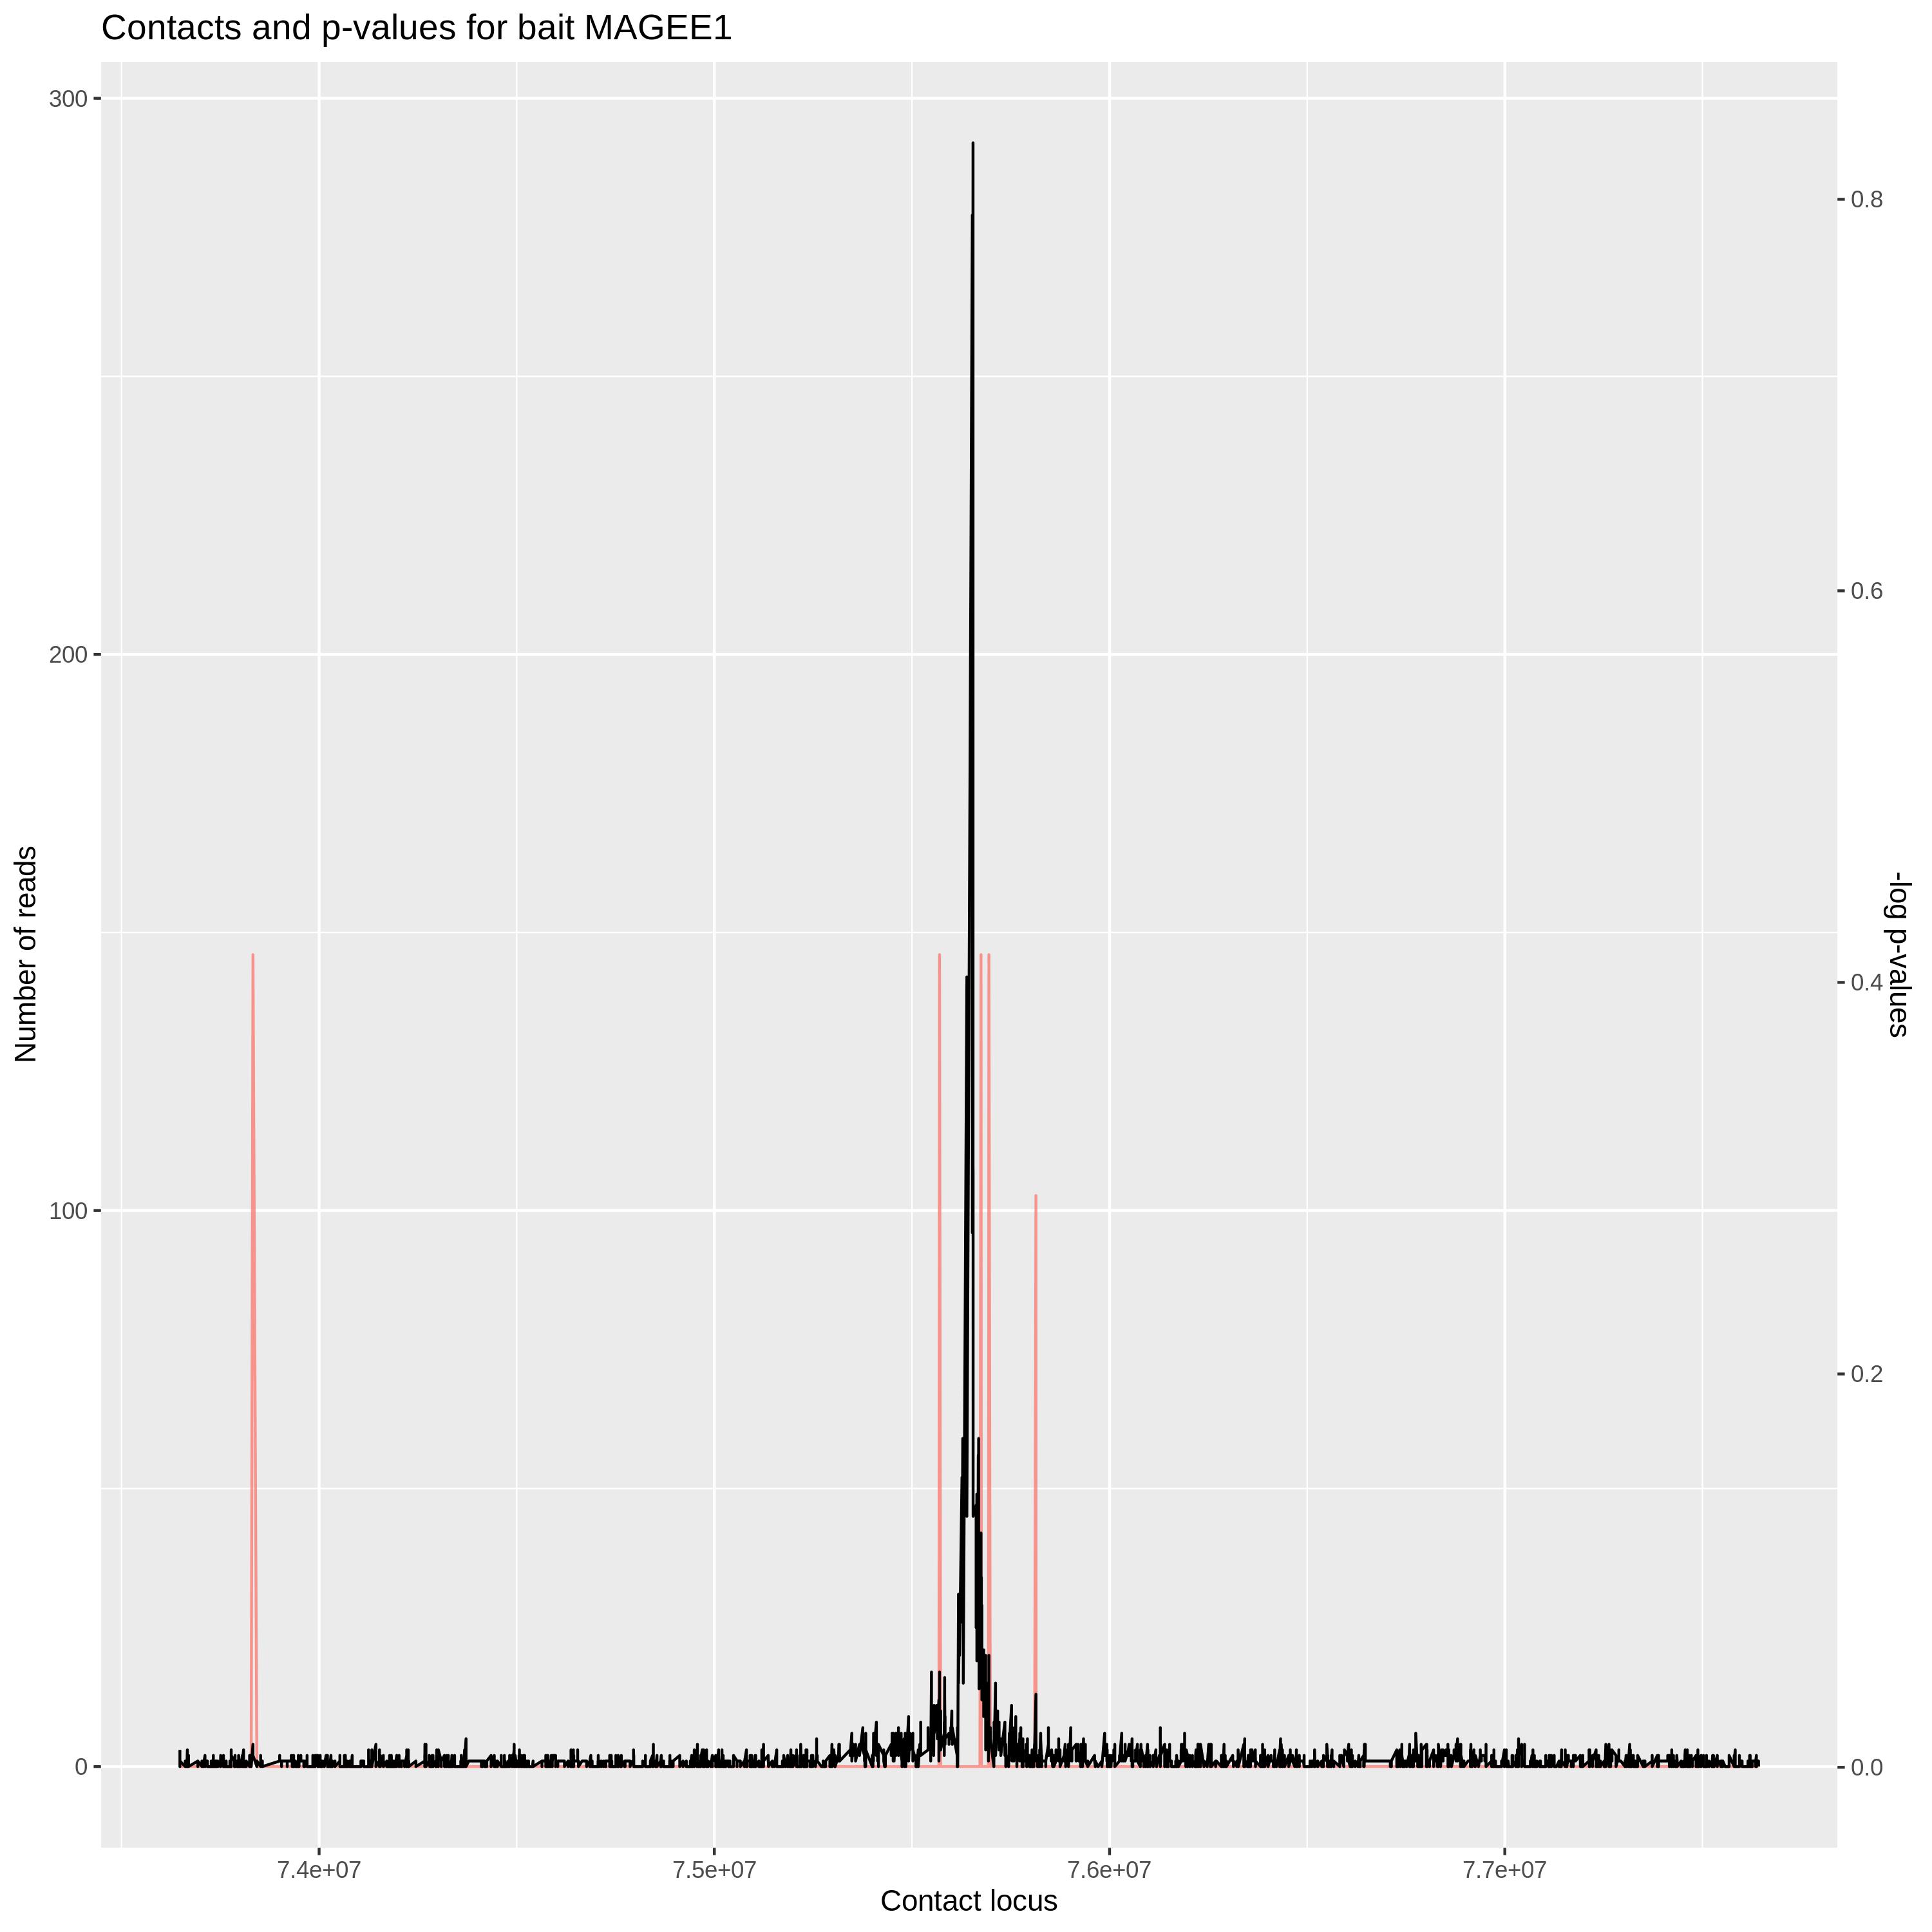 Contacts and p-values for bait MAGEE1
300
200
100
0
Number of reads
0.8
0.6
0.4
0.2
0.0
-log p-values
7.4e+07
7.5e+07
7.6e+07
7.7e+07
Contact locus